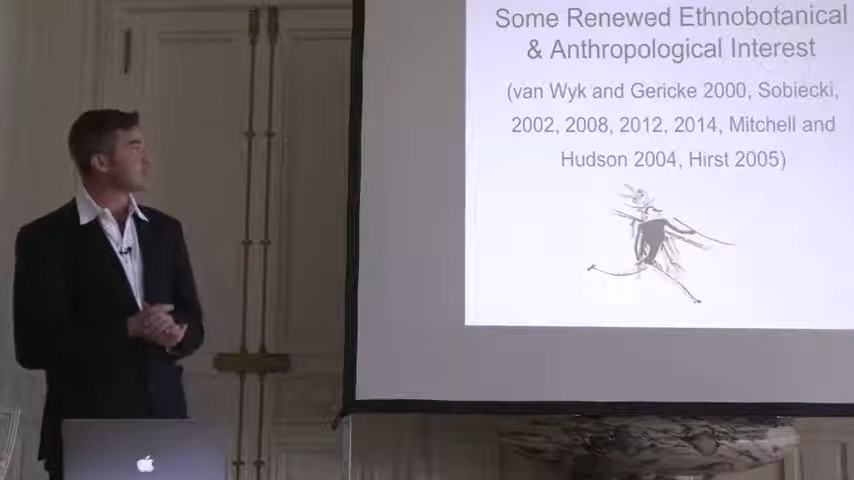 Some Renewed Ethnobotanical
& Anthropological Interest
(van Wyk and Gericke 2000, Sobiecki,
2002, 2008, 2012, 2014, Mitchell and
Hudson 2004, Hirst 2005)